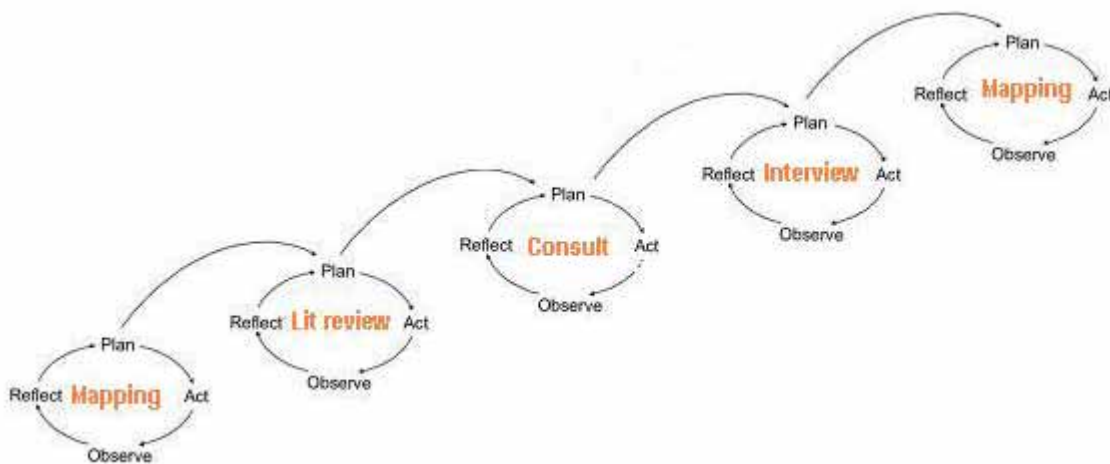 Plan
Reflect Mapping Act
Observe
Plan
Reflect Lit review Act
Observe
Plan
Reflect Consult Act
Observe
Plan
Reflect Interview Act
Observe
Plan
Reflect Mapping Act
Observe